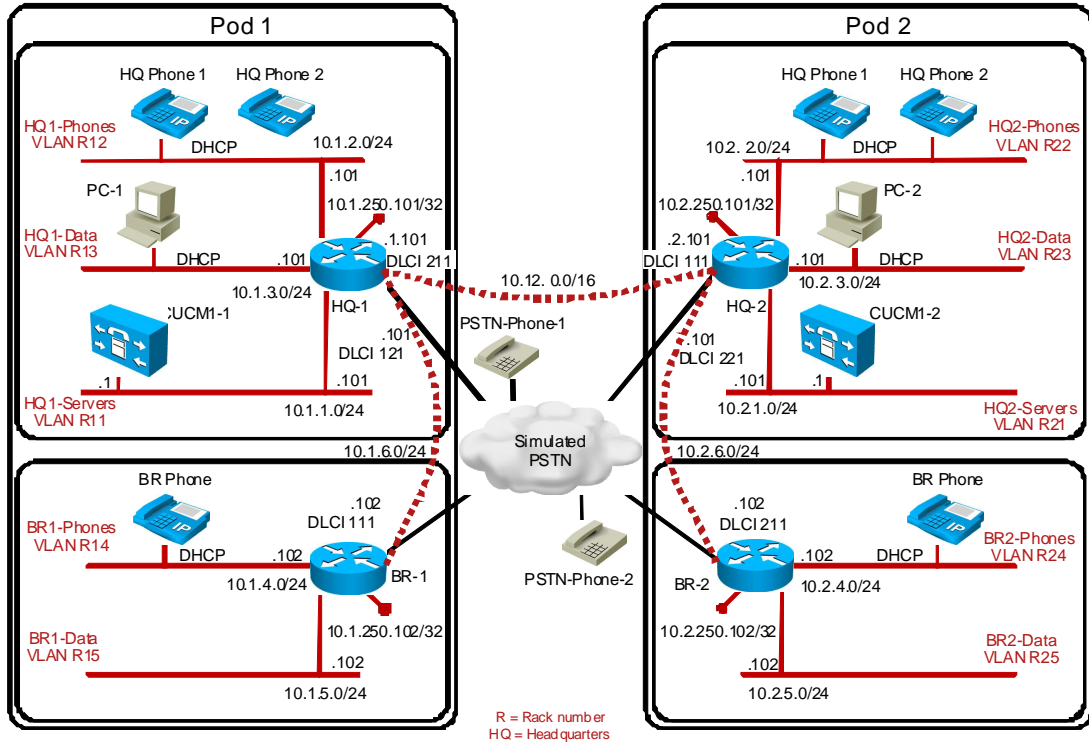 Pod 1
HQ Phone 1
HQ Phone 2
IP
IP
HQ1-Phones
VLAN R12
DHCP
10.1.2.0/24
.101
PC-1
10.1.250.101/32
HQ1-Data
VLAN R13
DHCP
.101
.1.101
DLCI 211
10.1.3.0/24
HQ-1
CUCM1-1
.101
DLCI 121
.1
.101
HQ1-Servers
VLAN R11
10.1.1.0/24
10.1.6.0/24
BR Phone
IP
BR1-Phones
VLAN R14
DHCP
.102
.102
DLCI 111
10.1.4.0/24
BR-1
10.1.250.102/32
BR1-Data
VLAN R15
.102
10.1.5.0/24
10.12.0.0/16
PSTN-Phone-1
Simulated
PSTN
PSTN-Phone-2
R = Rack number
HQ = Headquarters
Pod 2
HQ Phone 1
HQ Phone 2
IP
IP
HQ2-Phones
VLAN R22
10.2.2.0/24
DHCP
.101
PC-2
10.2.250.101/32
HQ2-Data
VLAN R23
.2.101
DLCI 111
.101
DHCP
10.2.3.0/24
HQ-2
CUCM1-2
.101
DLCI 221
.101
.1
10.2.1.0/24
HQ2-Servers
VLAN R21
10.2.6.0/24
BR Phone
IP
.102
DLCI 211
BR2-Phones
VLAN R24
.102
DHCP
BR-2
10.2.4.0/24
10.2.250.102/32
BR2-Data
VLAN R25
.102
10.2.5.0/24